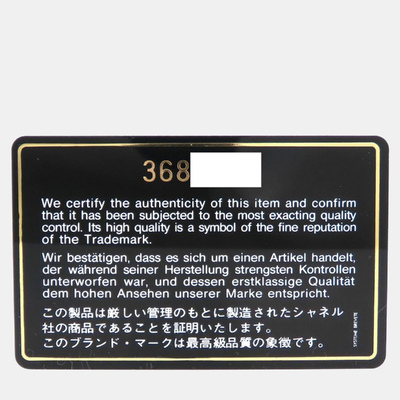 368
We certify the authenticity of this item and confirm
that it has been subjected to the most exacting quality
control. Its high quality is a symbol of the fine reputation
of the Trademark.
Wir bestätigen, dass es sich um einen Artikel handelt,
der während seiner Herstellung strengsten Kontrollen
unterworfen war, und dessen erstklassige Qualität
dem hohen Ansehen unserer Marke entspricht.
この製品は厳しい管理のもとに製造されたシャネル
社の商品であることを証明いたします。
このブランド・マークは最高級品質の象徴です。